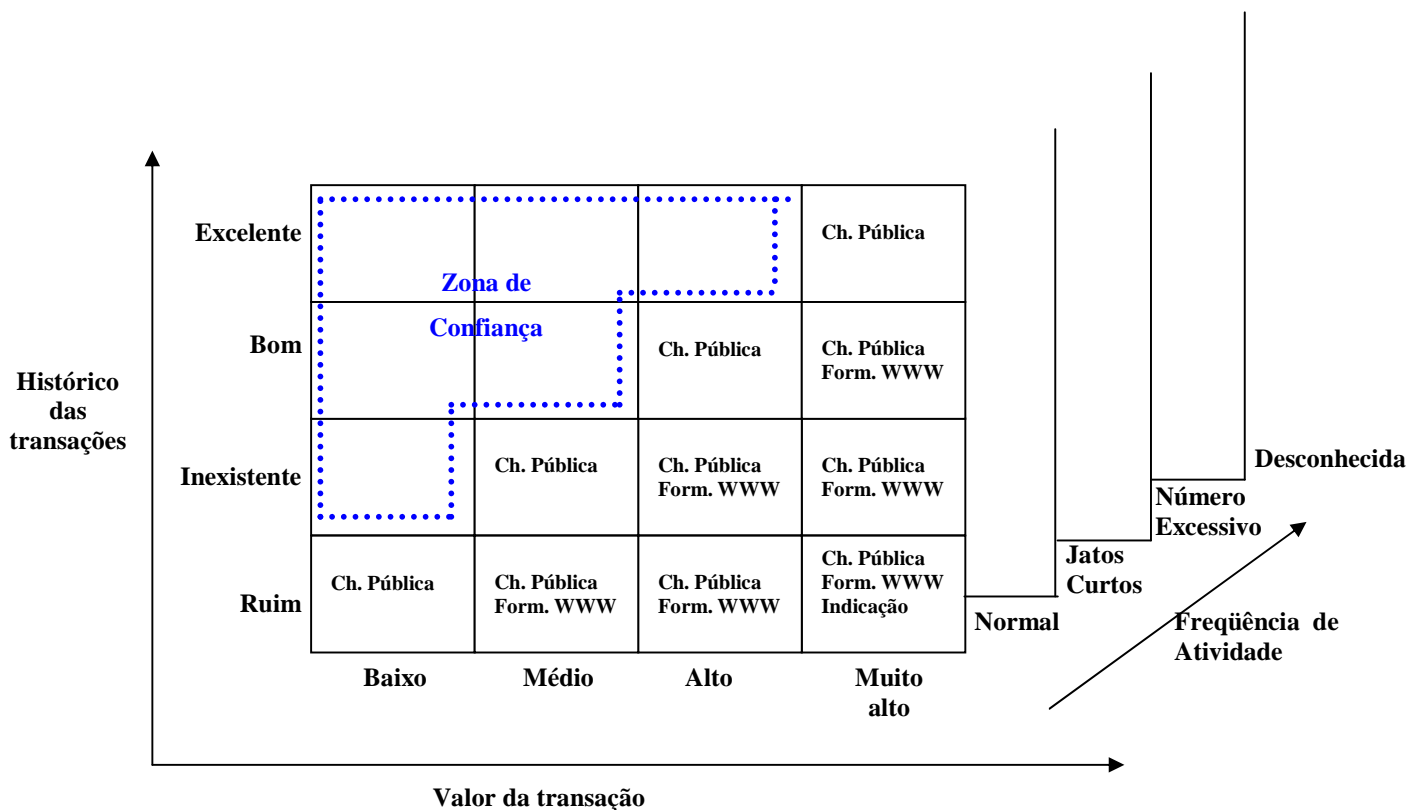 Excelente
Ch. Pública
Zona de
Confiança
Bom
Ch. Pública
Ch. Pública
Form. WWW
Histórico
das
transações
Inexistente
Ch. Pública
Ch. Pública
Form. WWW
Ch. Pública
Form. WWW
Ruim
Ch. Pública
Ch. Pública
Form. WWW
Ch. Pública
Form. WWW
Ch. Pública
Form. WWW
Indicação
Baixo
Médio
Alto
Muito
alto
Normal
Jatos
Curtos
Número
Excessivo
Desconhecida
Freqüência de
Atividade
Valor da transação